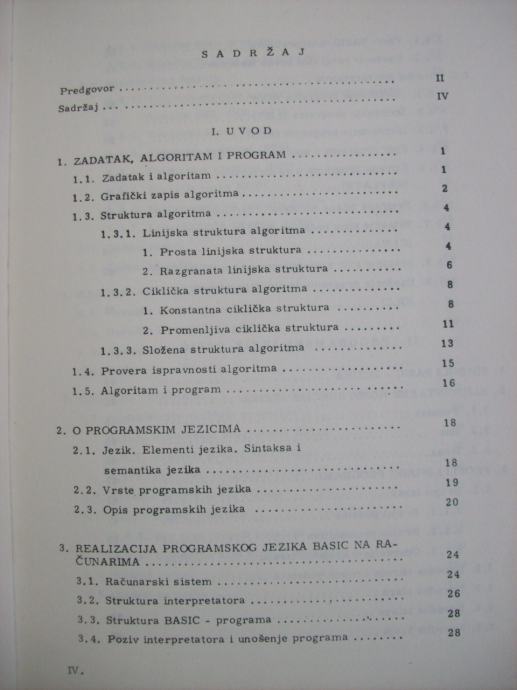 S A D R Ž A J
Predgovor .......................................... II
Sadržaj .......................................... IV
I. UVOD
1. ZADATAK, ALGORITAM I PROGRAM ................ 1
1.1. Zadatak i algoritam ............................ 1
1.2. Grafički zapis algoritma ........................ 2
1.3. Struktura algoritma ............................ 4
1.3.1. Linijska struktura algoritma .............. 4
1. Prosta linijska struktura .............. 4
2. Razgranata linijska struktura .......... 6
1.3.2. Ciklička struktura algoritma .............. 8
1. Konstantna ciklička struktura .......... 8
2. Promenljiva ciklička struktura ........ 11
1.3.3. Složena struktura algoritma ............. 13
1.4. Provera ispravnosti algoritma .................. 15
1.5. Algoritam i program .......................... 16
2. O PROGRAMSKIM JEZICIMA ....................... 18
2.1. Jezik. Elementi jezika. Sintaksa i
semantika jezika ............................. 18
2.2. Vrste programskih jezika ...................... 19
2.3. Opis programskih jezika ...................... 20
3. REALIZACIJA PROGRAMSKOG JEZIKA BASIC NA RA-
ČUNARIMA ....................................... 24
3.1. Računarski sistem ............................ 24
3.2. Struktura interpretatora ....................... 26
3.3. Struktura BASIC - programa ................... 28
3.4. Poziv interpretatora i unošenje programa ........ 28
IV.